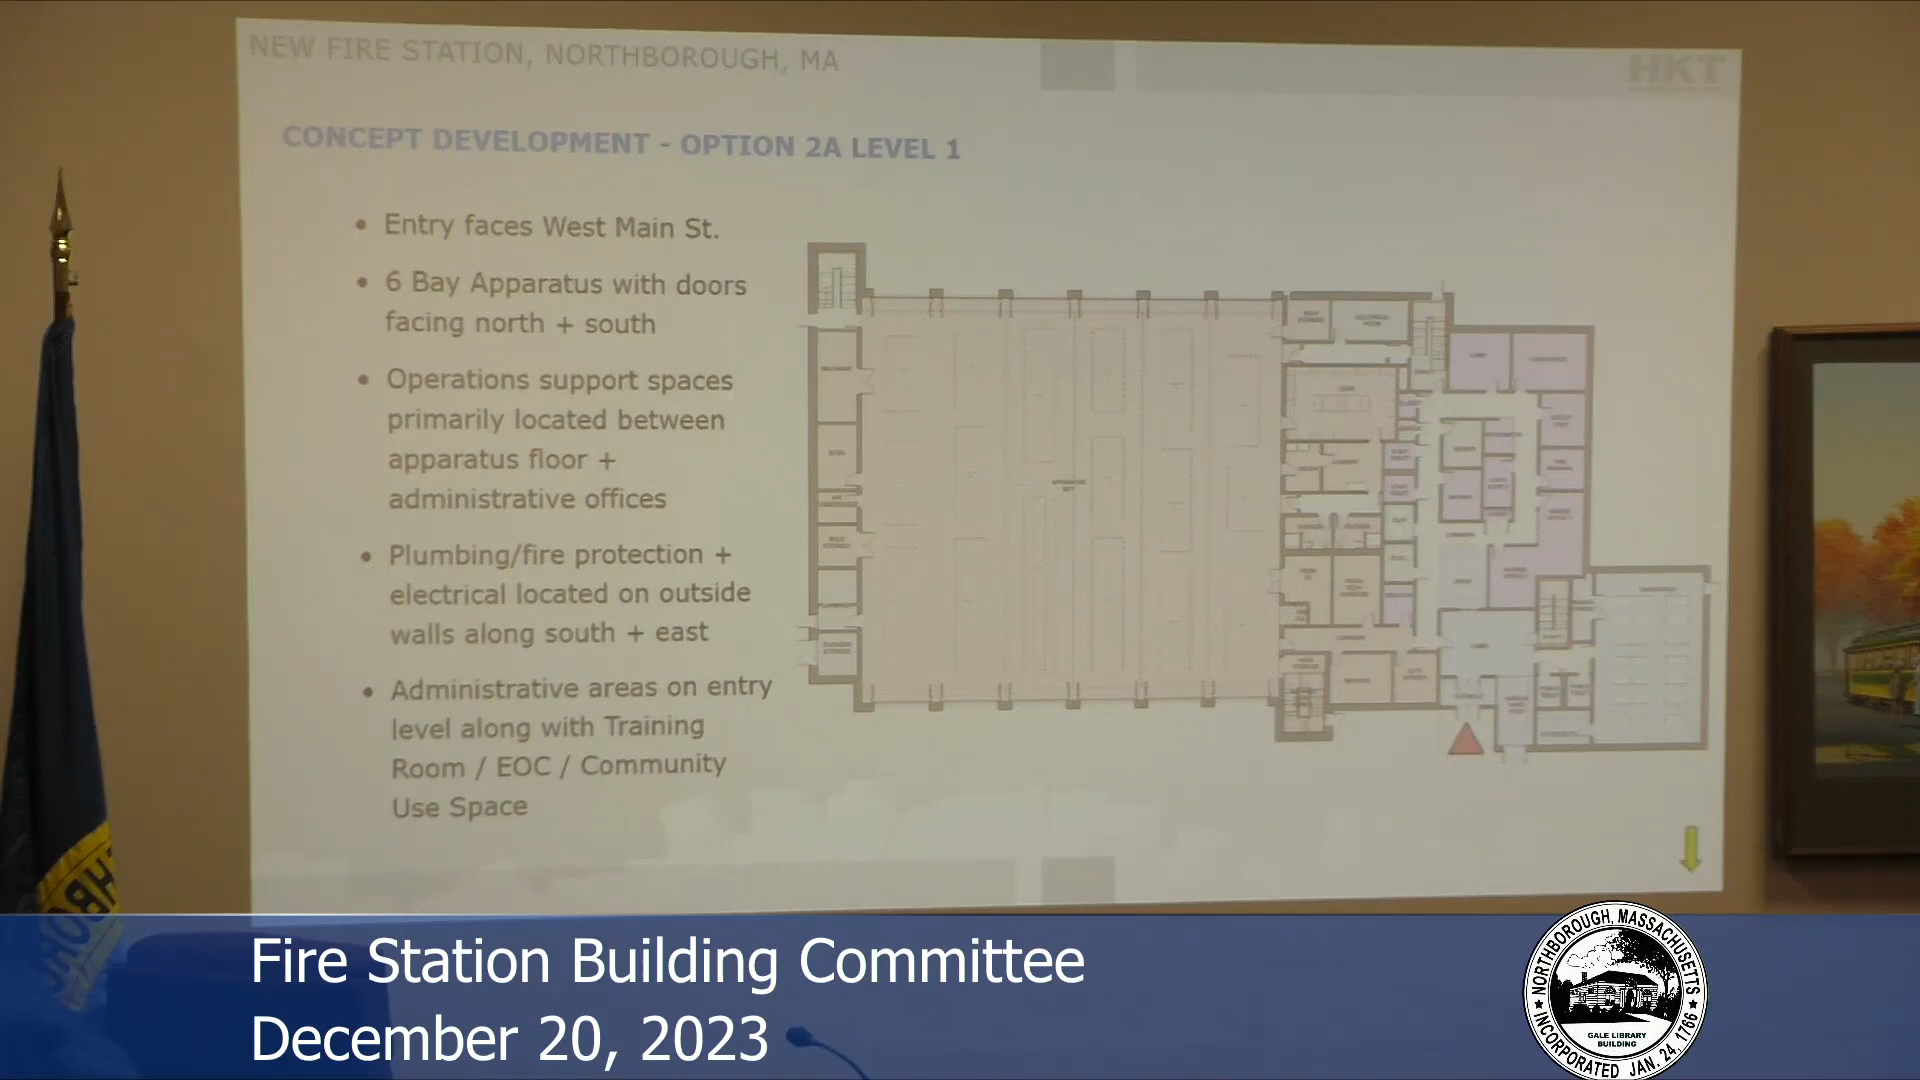 NEW FIRE STATION, NORTHBOROUGH, MA
HKT
CONCEPT DEVELOPMENT - OPTION 2A LEVEL 1
• Entry faces West Main St.
• 6 Bay Apparatus with doors
facing north + south
• Operations support spaces
primarily located between
apparatus floor +
administrative offices
• Plumbing/fire protection +
electrical located on outside
walls along south + east
• Administrative areas on entry
level along with Training
Room / EOC / Community
Use Space
APPARATUS
BAY
Fire Station Building Committee
December 20, 2023
NORTHBOROUGH, MASSACHUSETTS
GALE LIBRARY
BUILDING
INCORPORATED JAN. 24, 1766